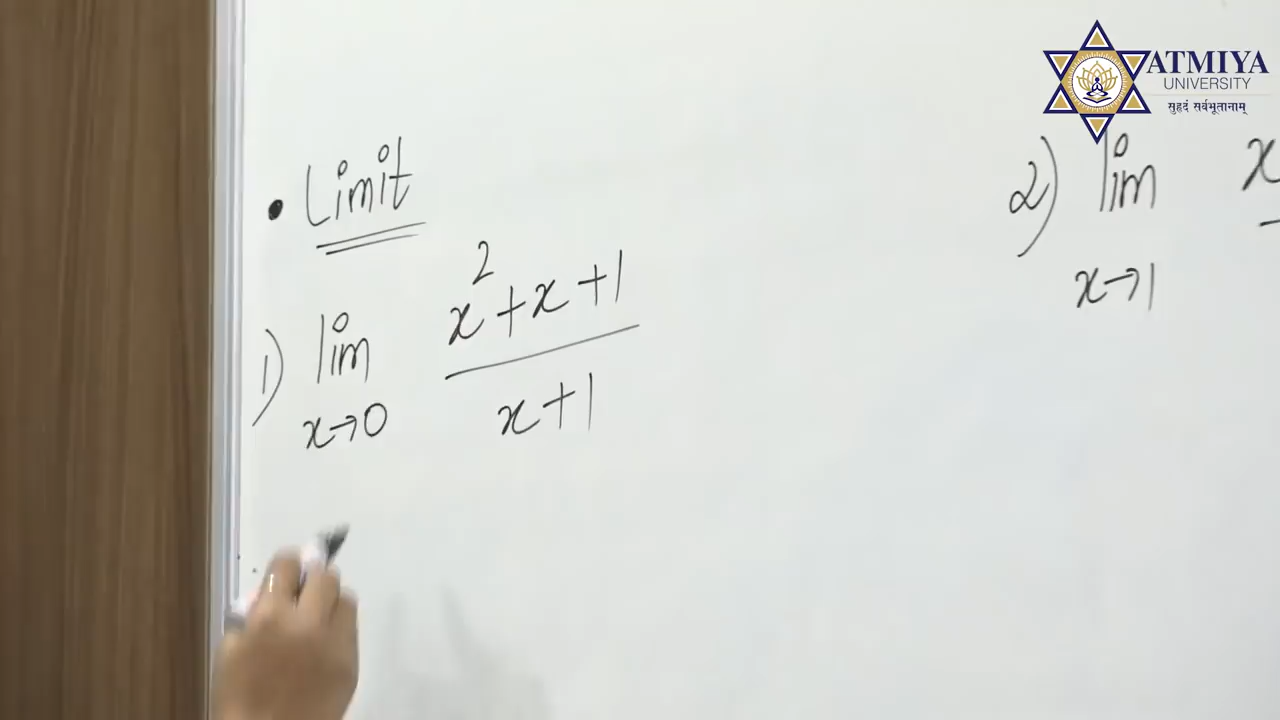 ATMIYA
UNIVERSITY
सुहृदं सर्वभूतानाम्
• Limit
1) lim x→0 (x²+x+1)/(x+1)
2) lim x→1 x